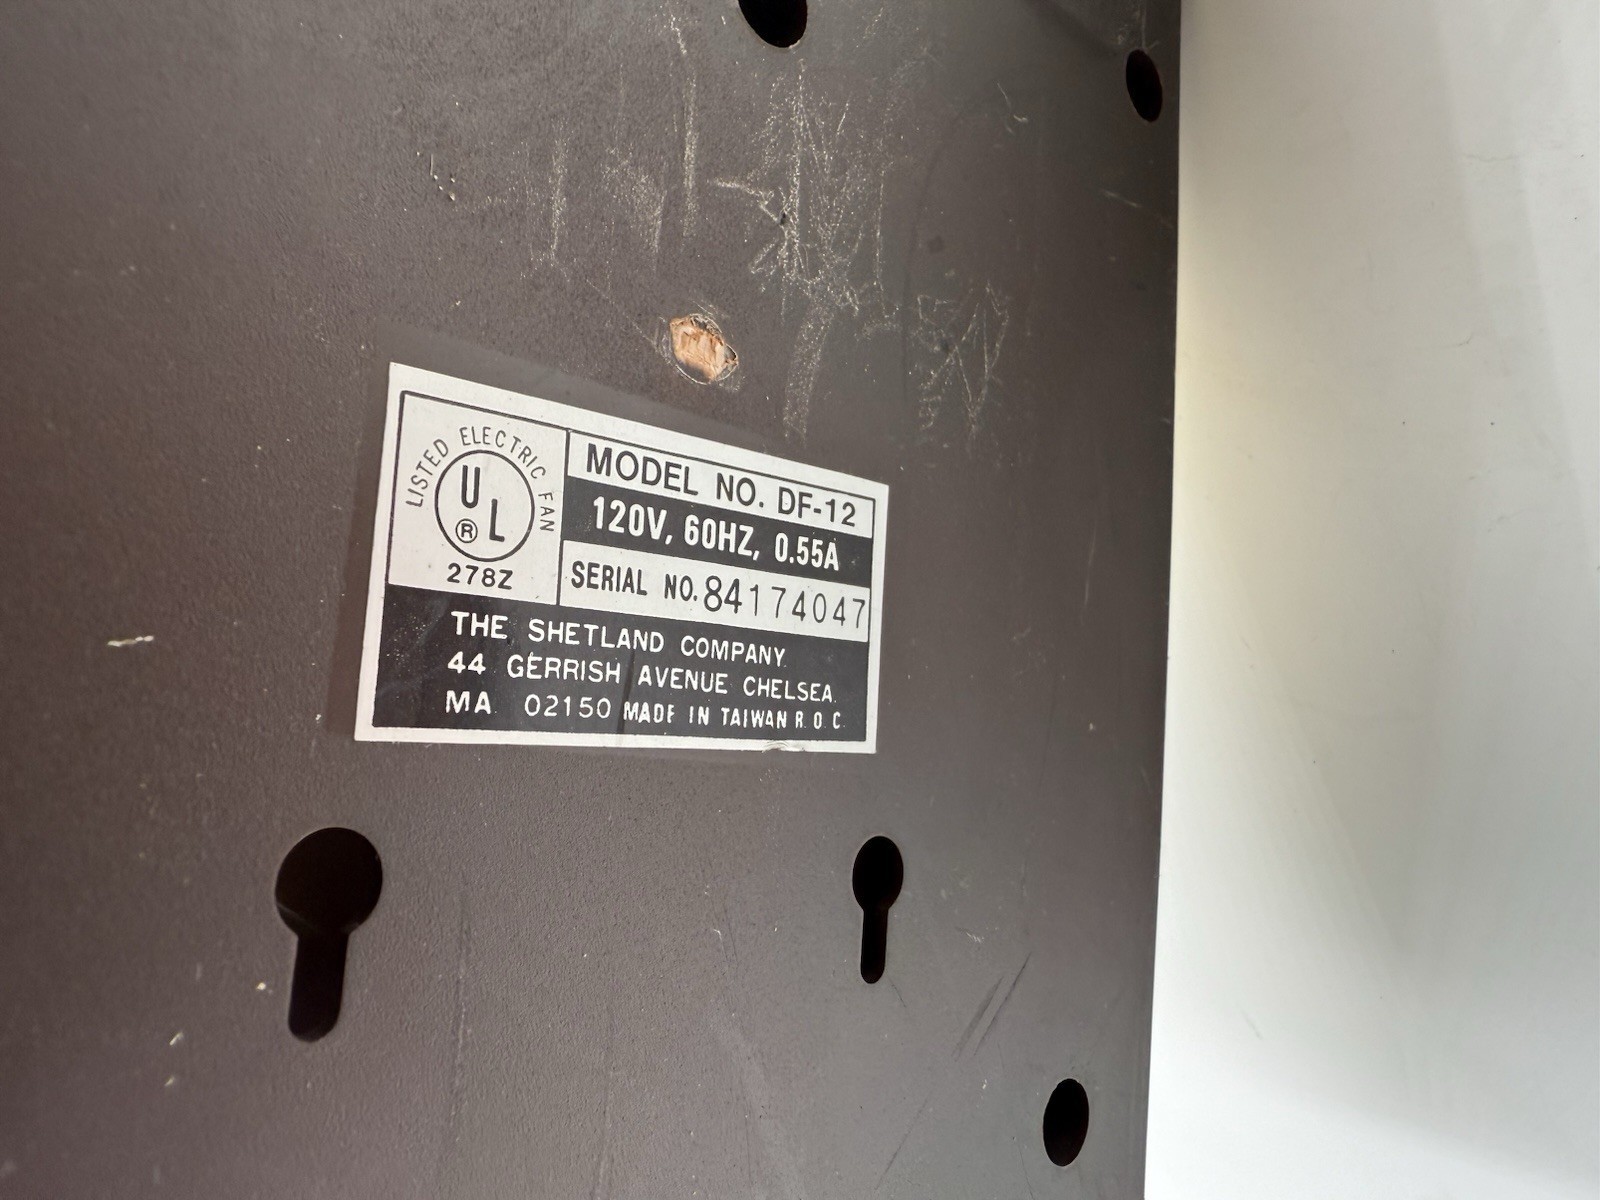 LISTED ELECTRIC FAN
UL
®
278Z
MODEL NO. DF-12
120V, 60HZ, 0.55A
SERIAL NO. 84174047
THE SHETLAND COMPANY.
44 GERRISH AVENUE CHELSEA.
MA 02150 MADE IN TAIWAN R.O.C.